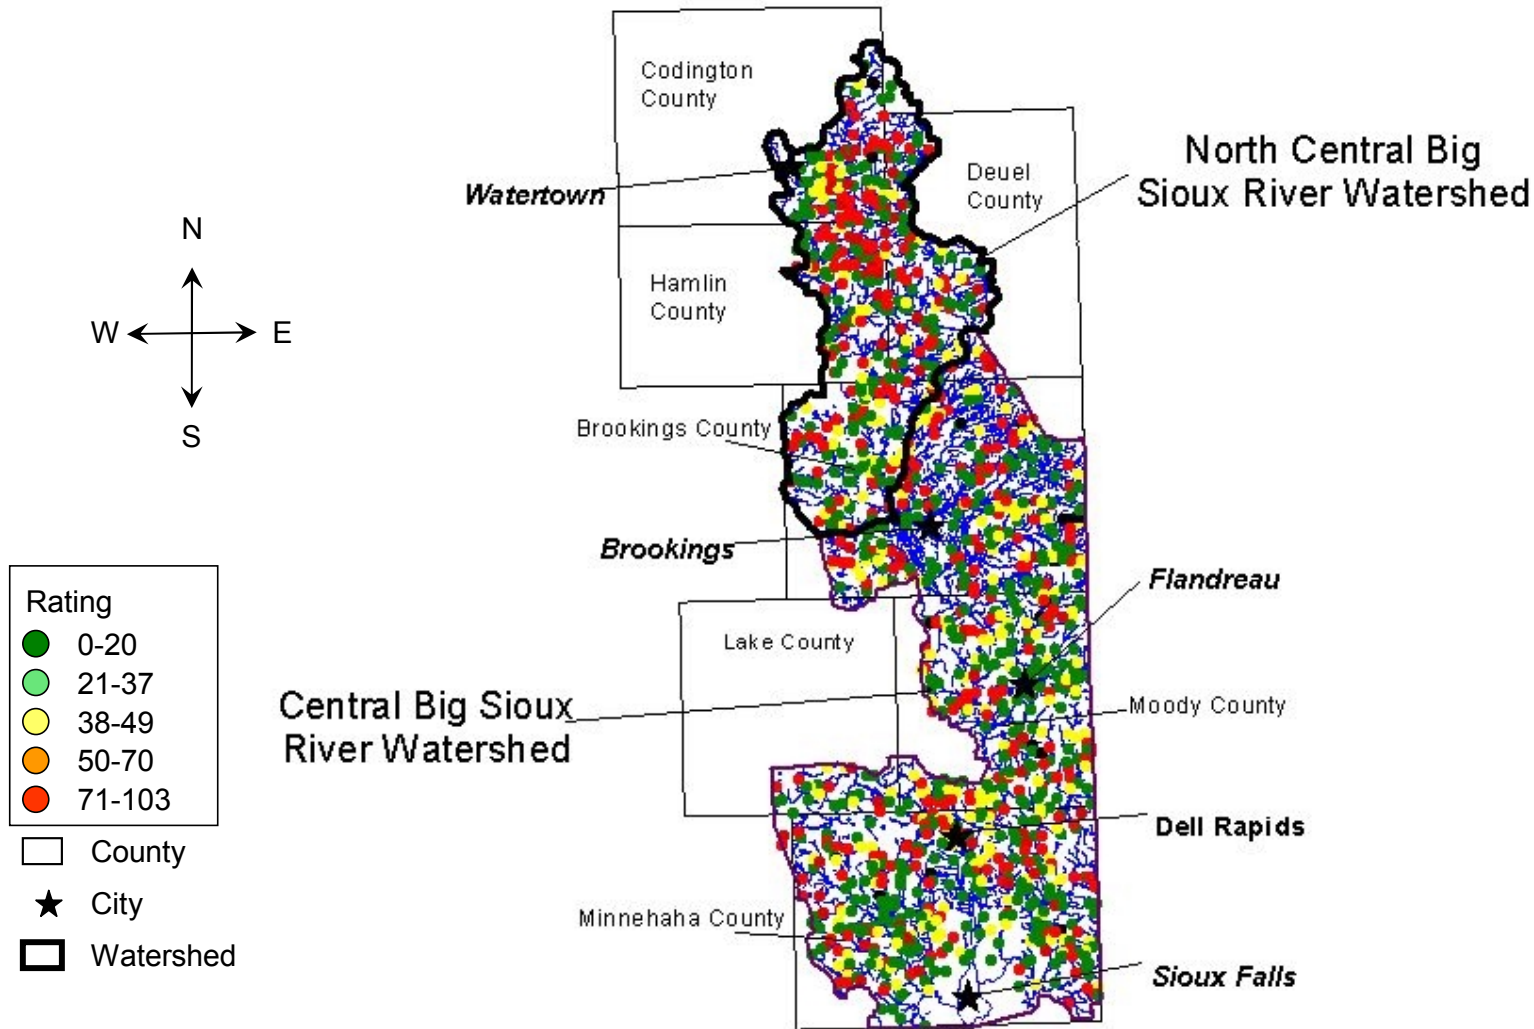 Codington
County
North Central Big
Sioux River Watershed
Deuel
County
Watertown
N
W
E
S
Hamlin
County
Brookings County
Brookings
Flandreau
Rating
0-20
21-37
38-49
50-70
71-103
County
City
Watershed
Lake County
Central Big Sioux
River Watershed
Moody County
Dell Rapids
Minnehaha County
Sioux Falls